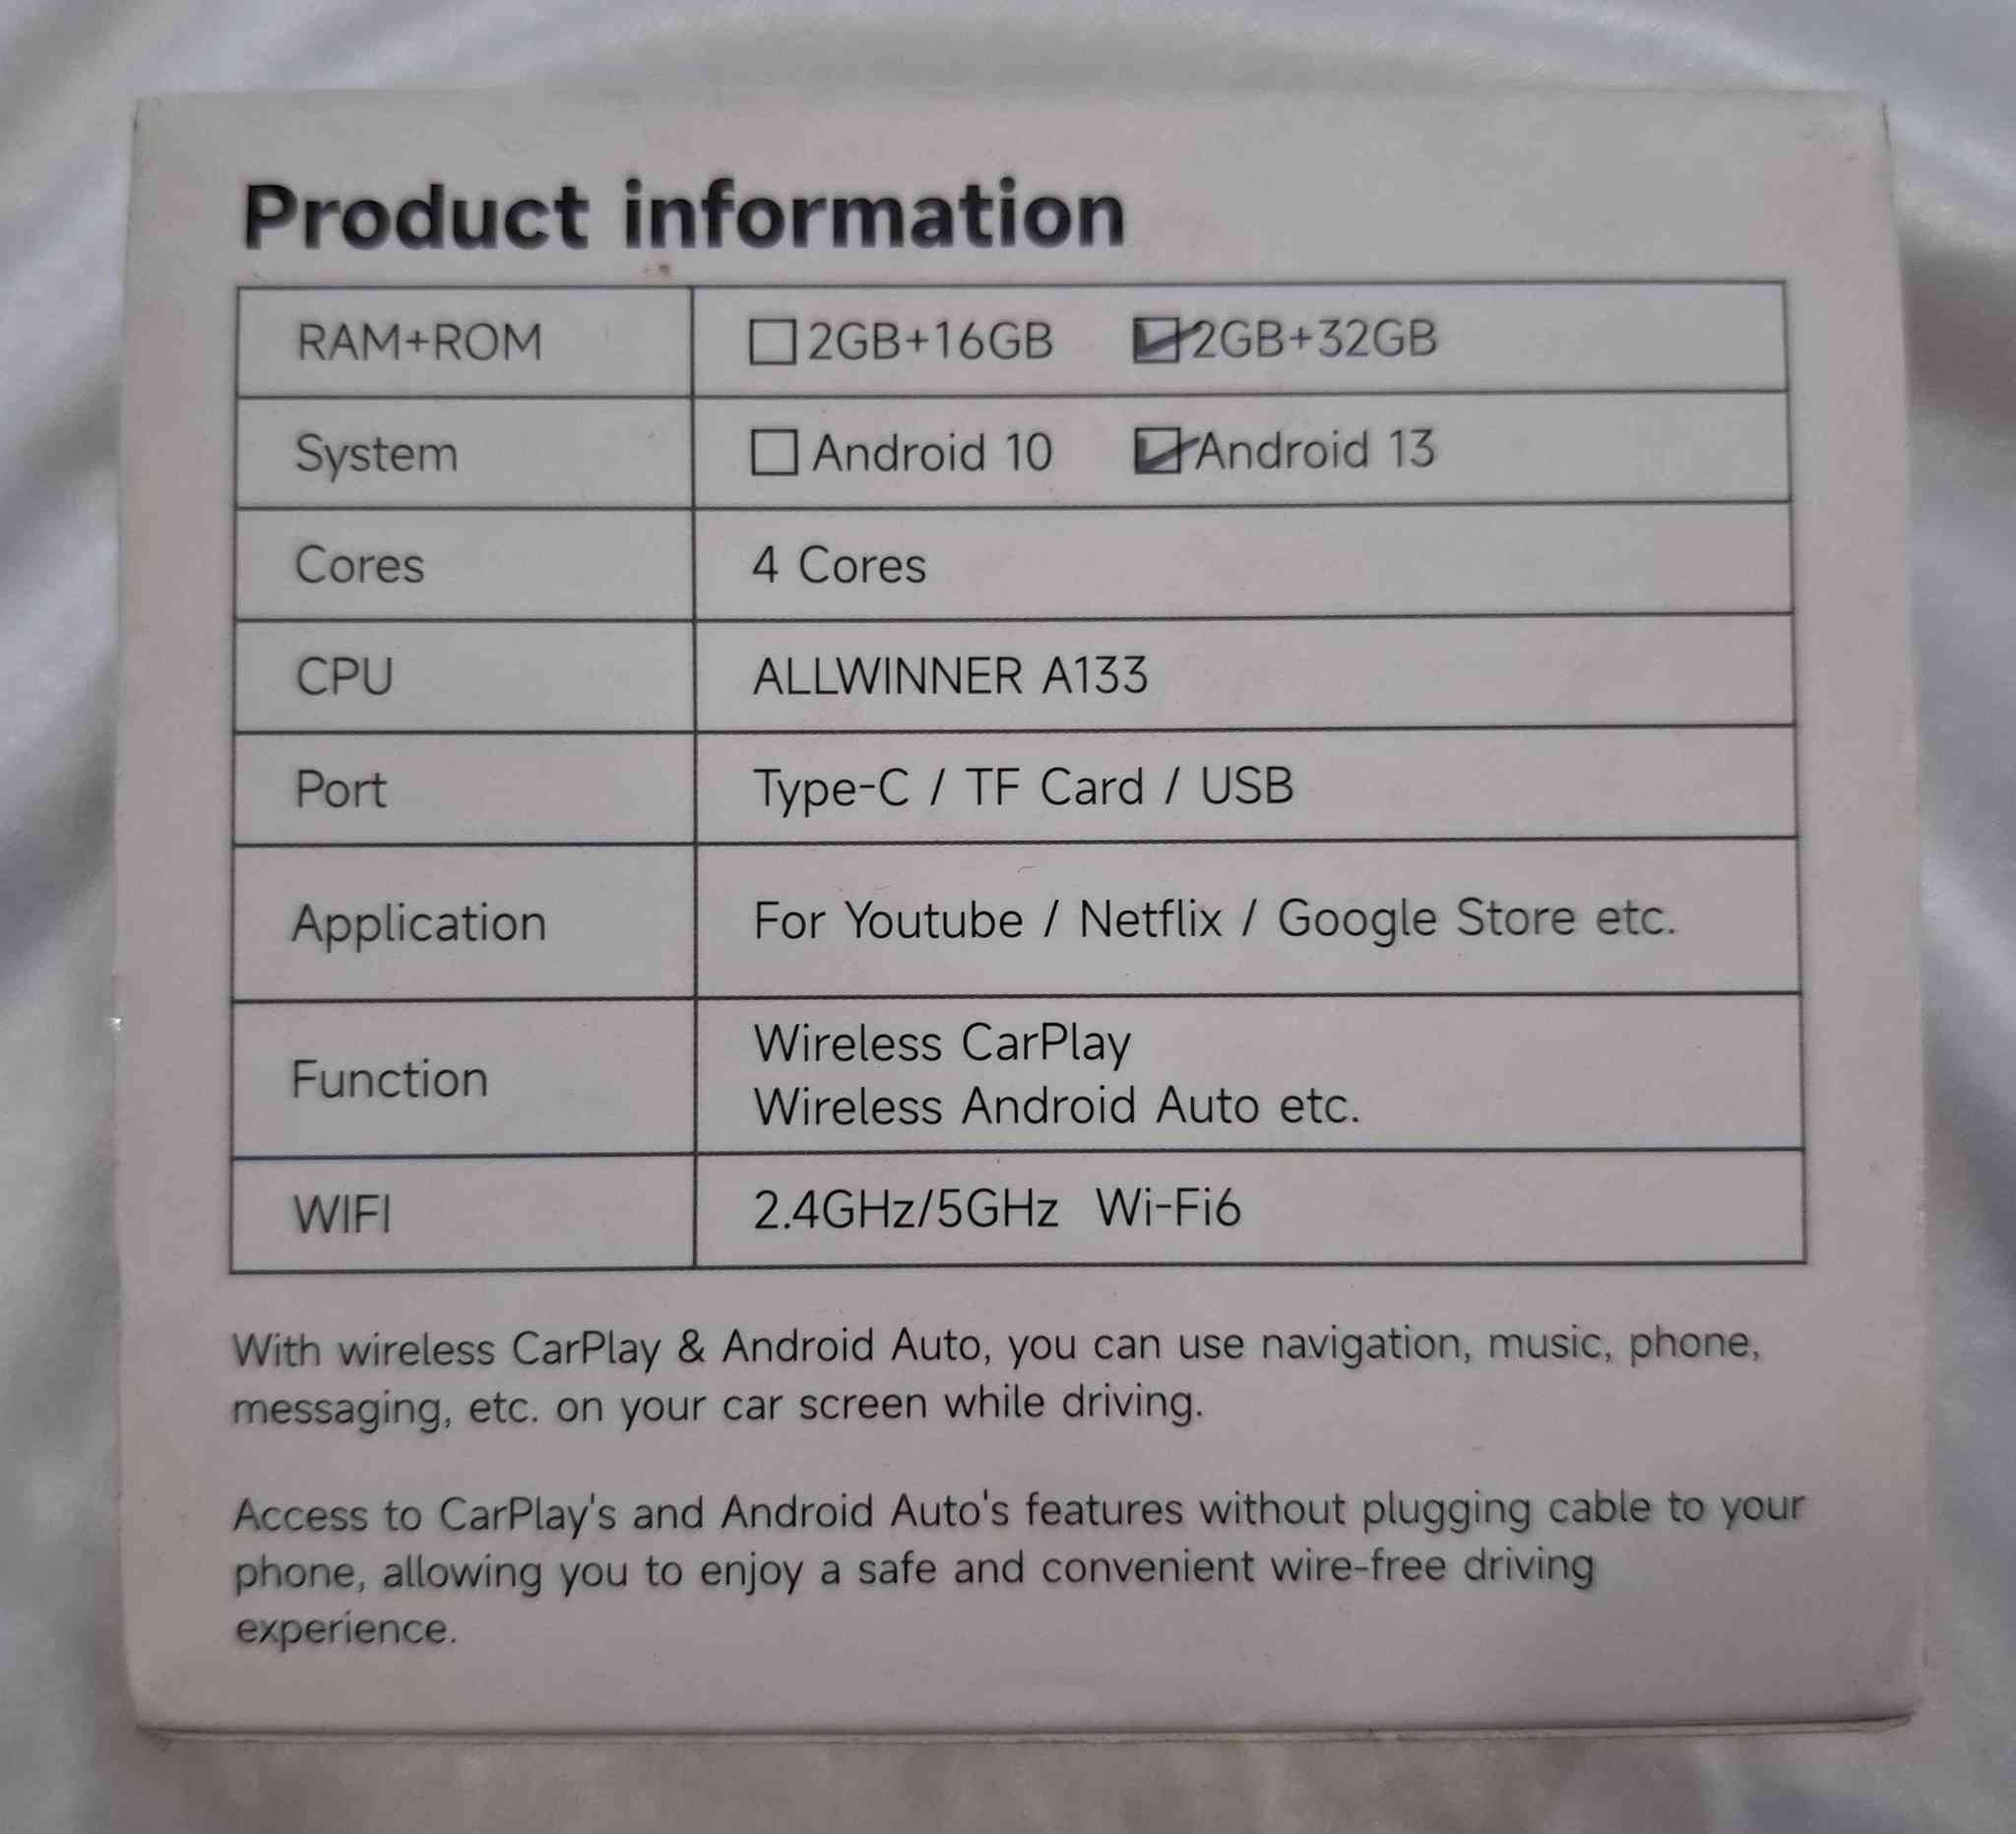 Product information
RAM+ROM ☐2GB+16GB ☑2GB+32GB
System ☐Android 10 ☑Android 13
Cores 4 Cores
CPU ALLWINNER A133
Port Type-C / TF Card / USB
Application For Youtube / Netflix / Google Store etc.
Function Wireless CarPlay
Wireless Android Auto etc.
WIFI 2.4GHz/5GHz Wi-Fi6
With wireless CarPlay & Android Auto, you can use navigation, music, phone,
messaging, etc. on your car screen while driving.
Access to CarPlay's and Android Auto's features without plugging cable to your
phone, allowing you to enjoy a safe and convenient wire-free driving
experience.